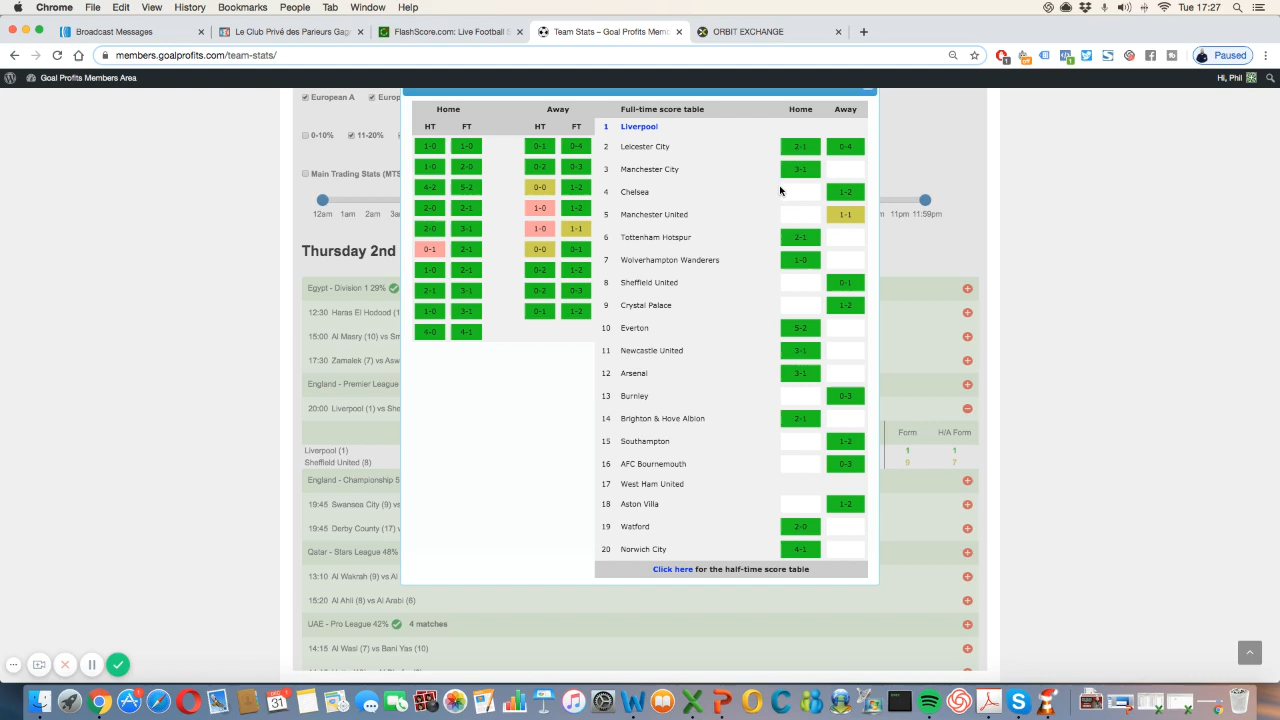 Chrome File Edit View History Bookmarks People Tab Window Help Tue 17:27
Broadcast Messages Le Club Privé des Parieurs Gag FlashScore.com: Live Football S Team Stats – Goal Profits Mem ORBIT EXCHANGE
https://members.goalprofits.com/team-stats/ Paused
Goal Profits Members Area Hi, Phil
European A Europ
0-10% 11-20%
Main Trading Stats (MTS
12am 1am 2am 3a 11pm 11:59pm
Thursday 2nd
Egypt - Division 1 29%
12:30 Haras El Hodood (1
15:00 Al Masry (10) vs Sm
17:30 Zamalek (7) vs Asw
England - Premier League
20:00 Liverpool (1) vs She
Form H/A Form
Liverpool (1) 1 1
Sheffield United (8) 7
England - Championship 5
19:45 Swansea City (9) vs
19:45 Derby County (17) v
Qatar - Stars League 48%
13:10 Al Wakrah (9) vs Al
15:20 Al Ahli (8) vs Al Arabi (6)
UAE - Pro League 42% 4 matches
14:15 Al Wasl (7) vs Bani Yas (10)
Home Away
HT FT HT FT
1-0 1-0 0-1 0-4
1-0 2-0 0-2 0-3
4-2 5-2 0-0 1-2
2-0 2-1 1-0 1-2
2-0 3-1 1-0 1-1
0-1 2-1 0-0 0-1
1-0 2-1 0-2 1-2
2-1 3-1 0-2 0-3
1-0 3-1 0-1 1-2
4-0 4-1
Full-time score table Home Away
1 Liverpool
2 Leicester City 2-1 0-4
3 Manchester City 3-1
4 Chelsea 1-2
5 Manchester United 1-1
6 Tottenham Hotspur 2-1
7 Wolverhampton Wanderers 1-0
8 Sheffield United 0-1
9 Crystal Palace 1-2
10 Everton 5-2
11 Newcastle United 3-1
12 Arsenal 3-1
13 Burnley 0-3
14 Brighton & Hove Albion 2-1
15 Southampton 1-2
16 AFC Bournemouth 0-3
17 West Ham United
18 Aston Villa 1-2
19 Watford 2-0
20 Norwich City 4-1
Click here for the half-time score table